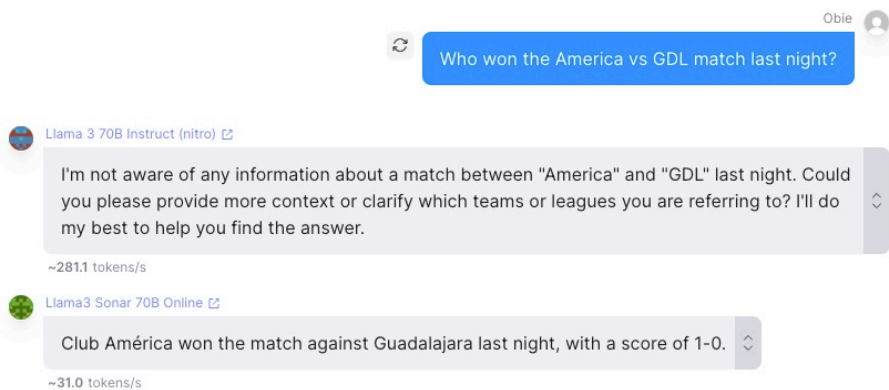 Obie
Who won the America vs GDL match last night?
Llama 3 70B Instruct (nitro)
I'm not aware of any information about a match between "America" and "GDL" last night. Could
you please provide more context or clarify which teams or leagues you are referring to? I'll do
my best to help you find the answer.
~281.1 tokens/s
Llama3 Sonar 70B Online
Club América won the match against Guadalajara last night, with a score of 1-0.
~31.0 tokens/s